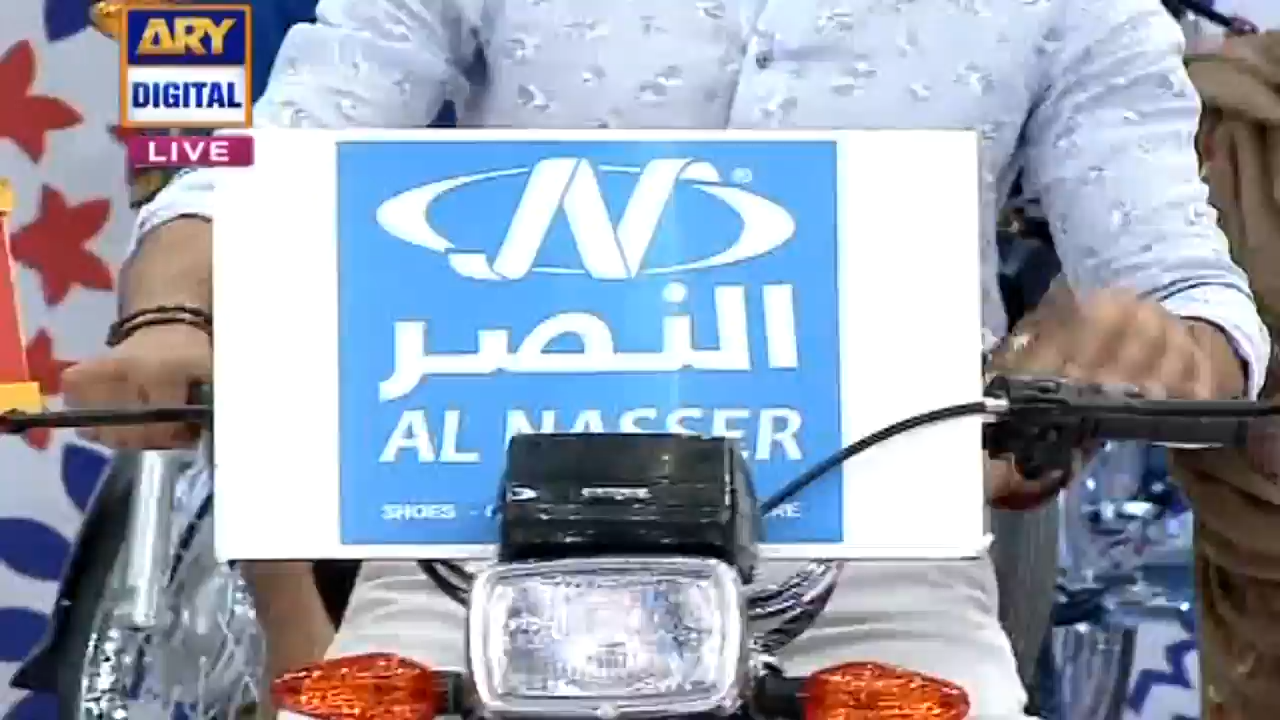 ARY
DIGITAL
LIVE
N®
النصر
AL NASSER
SHOES -